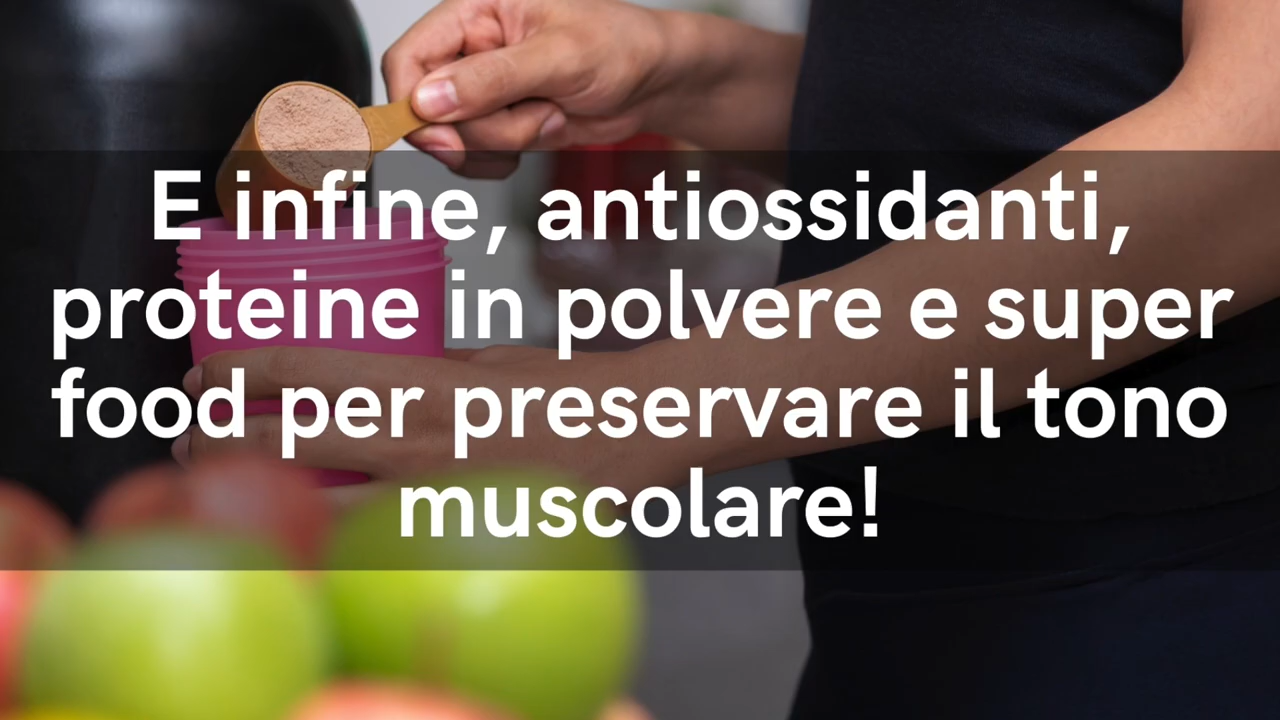 E infine, antiossidanti,
proteine in polvere e super
food per preservare il tono
muscolare!